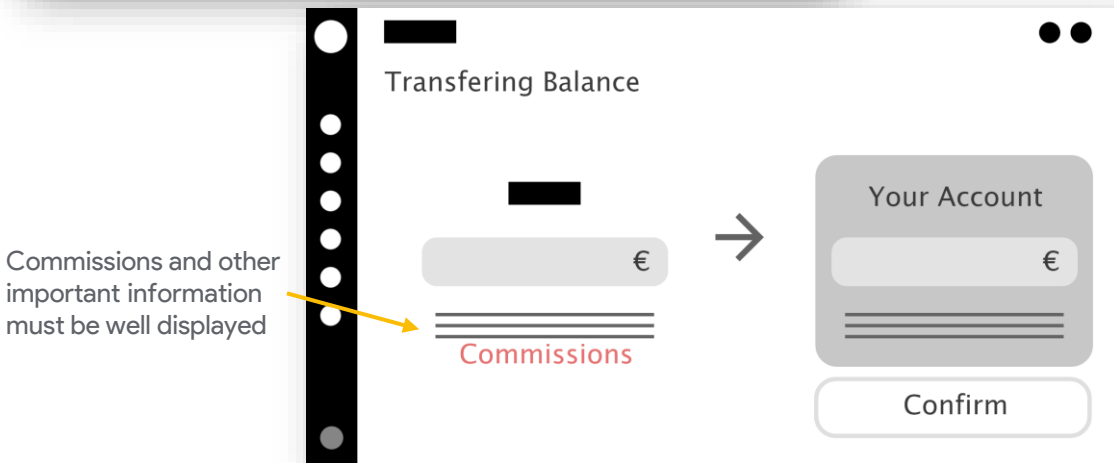 Transfering Balance
Your Account
€
€
Commissions and other
important information
must be well displayed
Commissions
Confirm